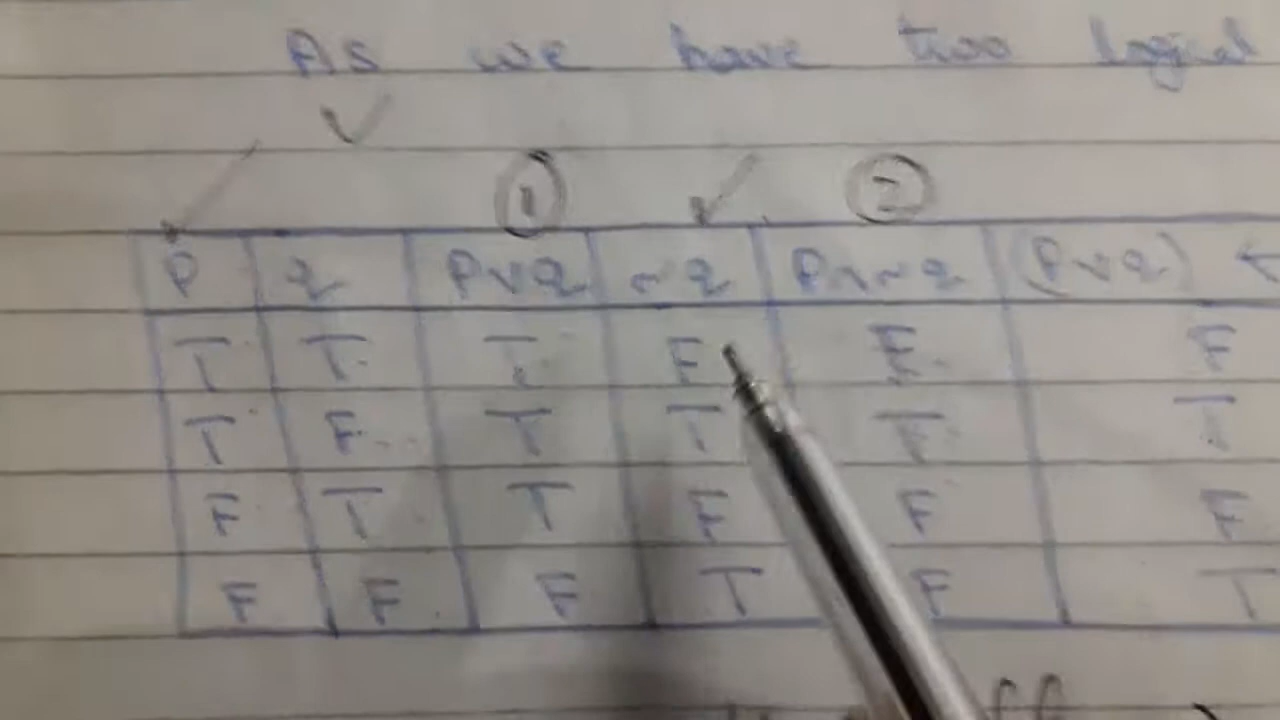 As we have two logical
1 2
P q P∨q ~q P∧~q (P∨q)
T T T F F F
T F T T T T
F T T F F F
F F F T F T